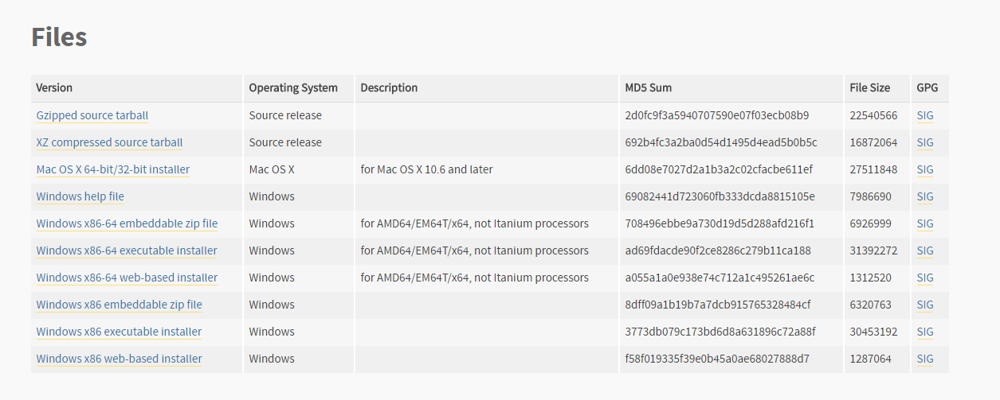 Files
Version Operating System Description MD5 Sum File Size GPG
Gzipped source tarball Source release 2d0fc9f3a5940707590e07f03ecb08b9 22540566 SIG
XZ compressed source tarball Source release 692b4fc3a2ba0d54d1495d4ead5b0b5c 16872064 SIG
Mac OS X 64-bit/32-bit installer Mac OS X for Mac OS X 10.6 and later 6dd08e7027d2a1b3a2c02cfacbe611ef 27511848 SIG
Windows help file Windows 69082441d723060fb333dcda8815105e 7986690 SIG
Windows x86-64 embeddable zip file Windows for AMD64/EM64T/x64, not Itanium processors 708496ebbe9a730d19d5d288afd216f1 6926999 SIG
Windows x86-64 executable installer Windows for AMD64/EM64T/x64, not Itanium processors ad69fdacde90f2ce8286c279b11ca188 31392272 SIG
Windows x86-64 web-based installer Windows for AMD64/EM64T/x64, not Itanium processors a055a1a0e938e74c712a1c495261ae6c 1312520 SIG
Windows x86 embeddable zip file Windows 8dff09a1b19b7a7dcb915765328484cf 6320763 SIG
Windows x86 executable installer Windows 3773db079c173bd6d8a631896c72a88f 30453192 SIG
Windows x86 web-based installer Windows f58f019335f39e0b45a0ae68027888d7 1287064 SIG